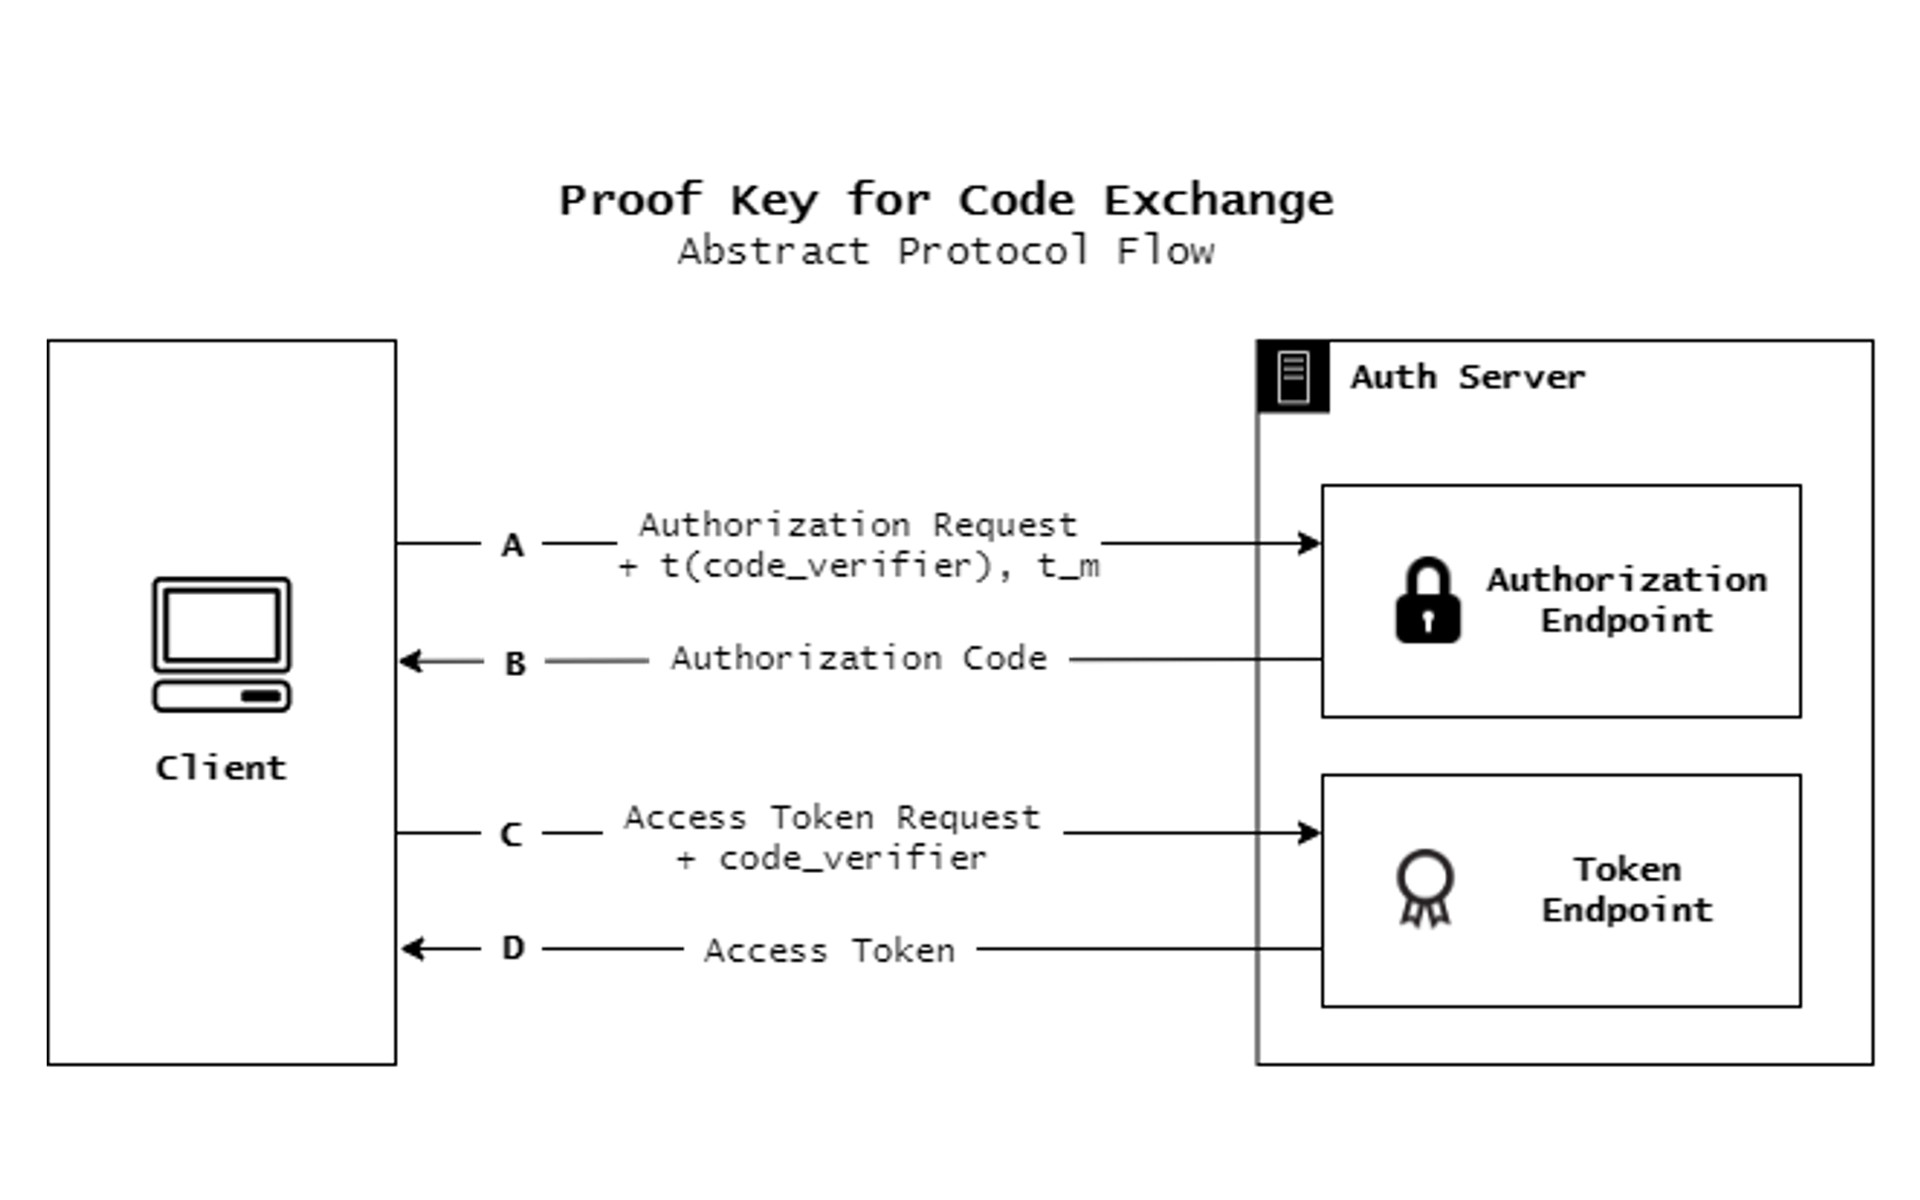 Proof Key for Code Exchange
Abstract Protocol Flow
Auth Server
A
Authorization Request
+ t(code_verifier), t_m
Authorization
Endpoint
B
Authorization Code
Client
C
Access Token Request
+ code_verifier
Token
Endpoint
D
Access Token